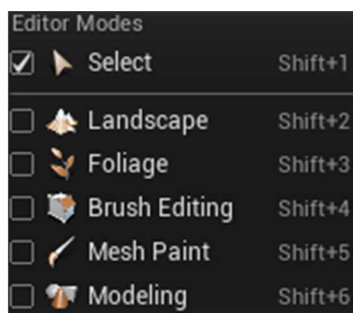 Editor Modes
Select Shift+1
Landscape Shift+2
Foliage Shift+3
Brush Editing Shift+4
Mesh Paint Shift+5
Modeling Shift+6